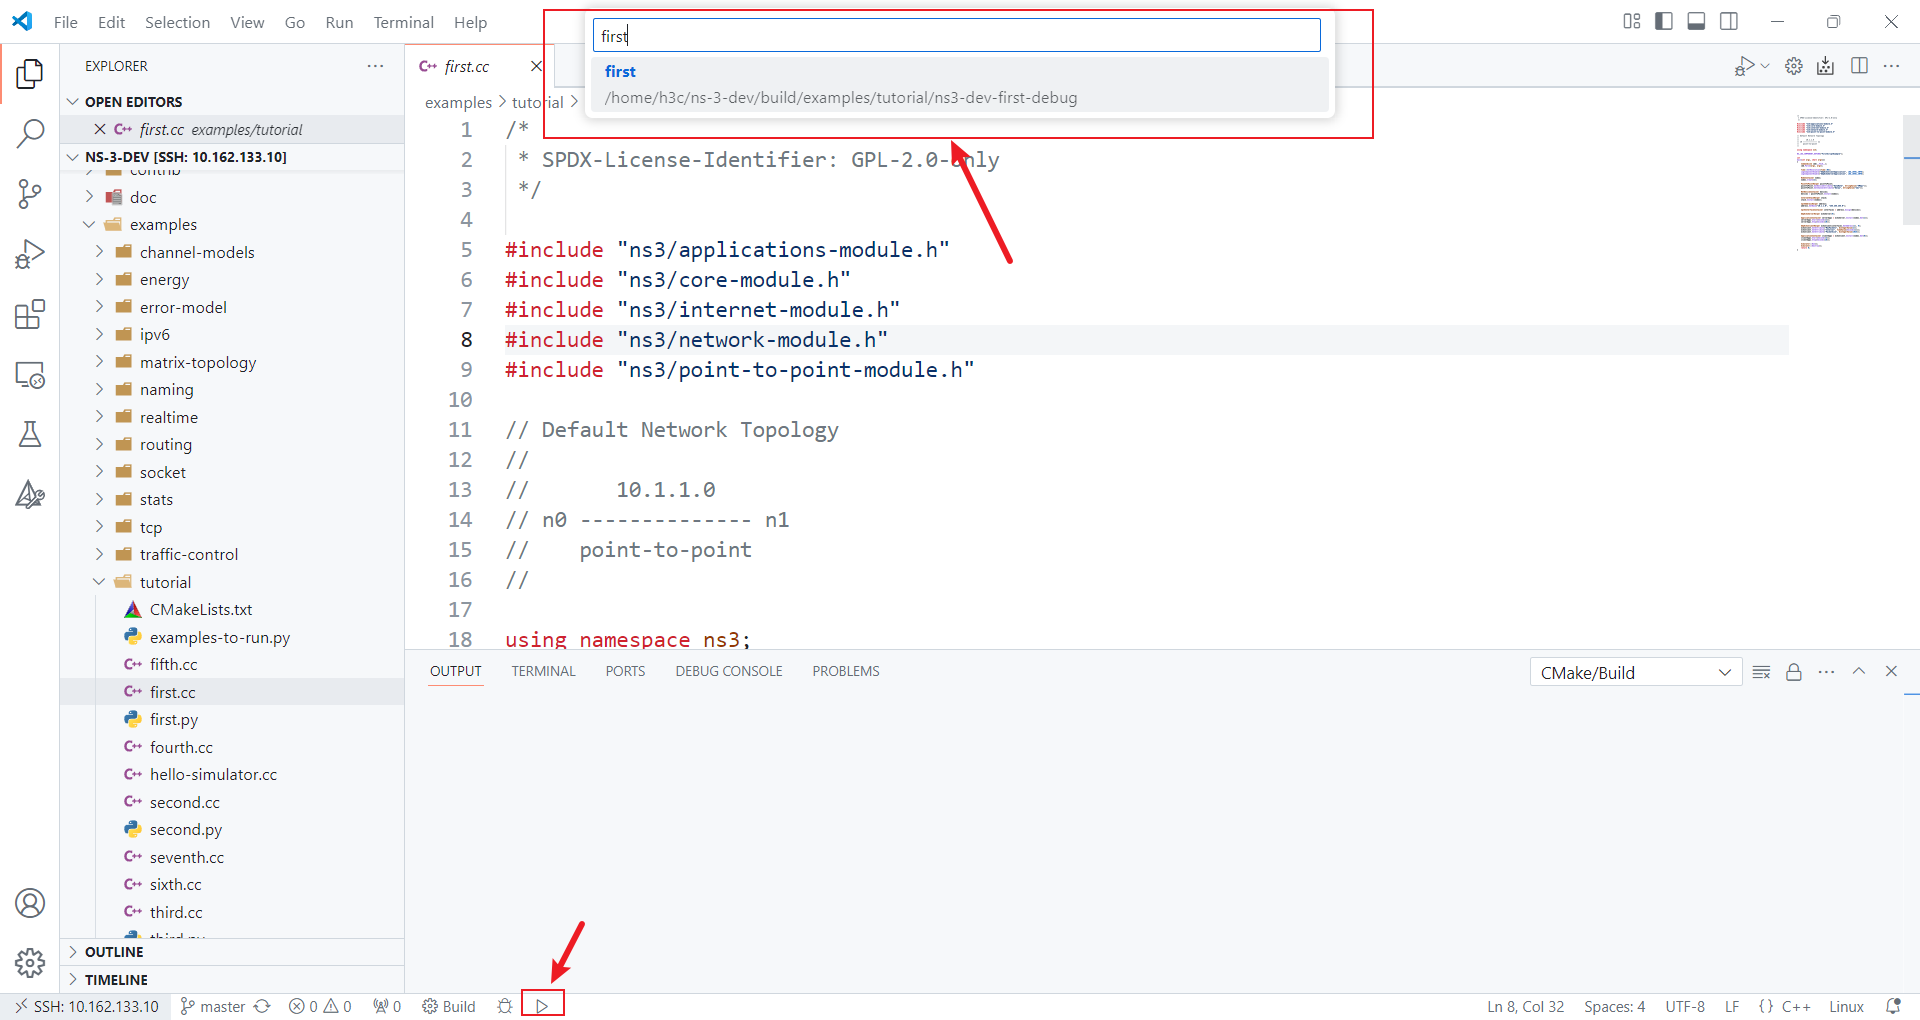 File Edit Selection View Go Run Terminal Help
first
first
/home/h3c/ns-3-dev/build/examples/tutorial/ns3-dev-first-debug
EXPLORER
OPEN EDITORS
first.cc examples/tutorial
NS-3-DEV [SSH: 10.162.133.10]
contrib
doc
examples
channel-models
energy
error-model
ipv6
matrix-topology
naming
realtime
routing
socket
stats
tcp
traffic-control
tutorial
CMakeLists.txt
examples-to-run.py
fifth.cc
first.cc
first.py
fourth.cc
hello-simulator.cc
second.cc
second.py
seventh.cc
sixth.cc
third.cc
third.py
OUTLINE
TIMELINE
first.cc
examples > tutorial >
1 /*
2 * SPDX-License-Identifier: GPL-2.0-only
3 */
4
5 #include "ns3/applications-module.h"
6 #include "ns3/core-module.h"
7 #include "ns3/internet-module.h"
8 #include "ns3/network-module.h"
9 #include "ns3/point-to-point-module.h"
10
11 // Default Network Topology
12 //
13 // 10.1.1.0
14 // n0 -------------- n1
15 // point-to-point
16 //
17
18 using namespace ns3;
OUTPUT TERMINAL PORTS DEBUG CONSOLE PROBLEMS
CMake/Build
SSH: 10.162.133.10 master 0 0 0 Build
Ln 8, Col 32 Spaces: 4 UTF-8 LF {} C++ Linux